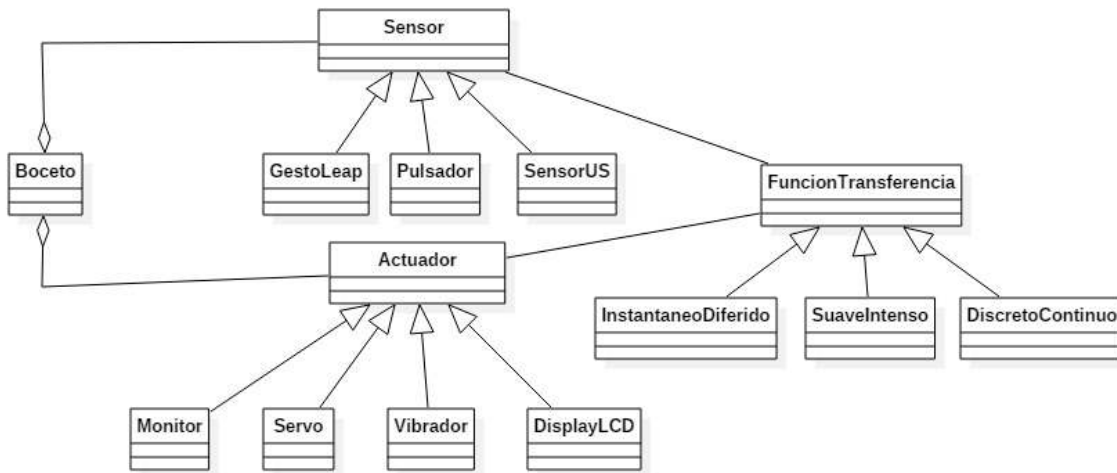 Sensor
Boceto
GestoLeap
Pulsador
SensorUS
FuncionTransferencia
Actuador
InstantaneoDiferido
SuaveIntenso
DiscretoContinuo
Monitor
Servo
Vibrador
DisplayLCD